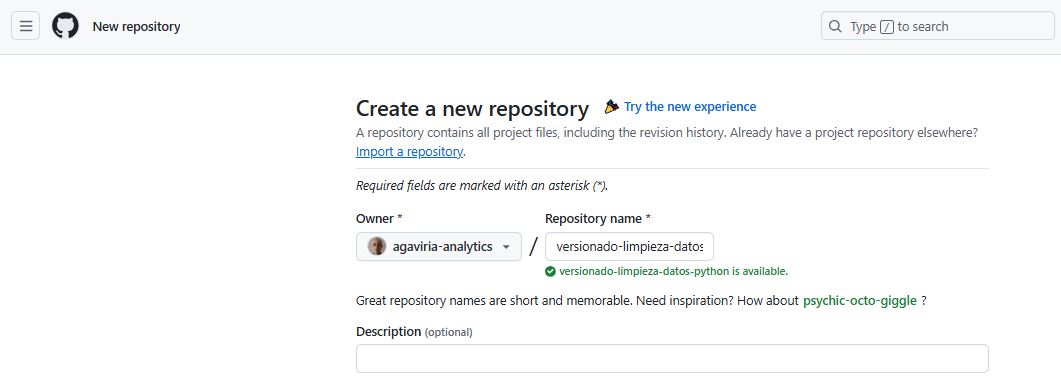 New repository
Type / to search
Create a new repository
Try the new experience
A repository contains all project files, including the revision history. Already have a project repository elsewhere?
Import a repository.
Required fields are marked with an asterisk (*).
Owner *
Repository name *
agaviria-analytics
/
versionado-limpieza-datos
versionado-limpieza-datos-python is available.
Great repository names are short and memorable. Need inspiration? How about psychic-octo-giggle ?
Description (optional)